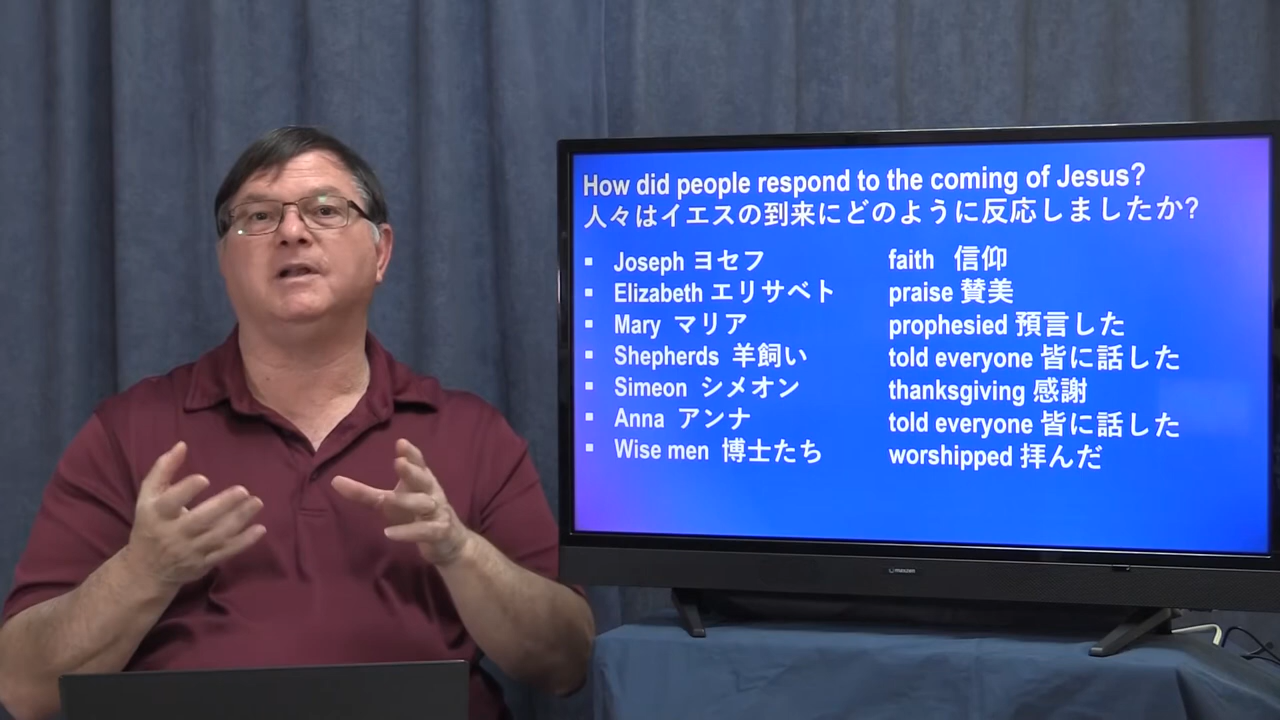 How did people respond to the coming of Jesus?
人々はイエスの到来にどのように反応しましたか?
▪ Joseph ヨセフ faith 信仰
▪ Elizabeth エリサベト praise 賛美
▪ Mary マリア prophesied 預言した
▪ Shepherds 羊飼い told everyone 皆に話した
▪ Simeon シメオン thanksgiving 感謝
▪ Anna アンナ told everyone 皆に話した
▪ Wise men 博士たち worshipped 拝んだ
maxzen